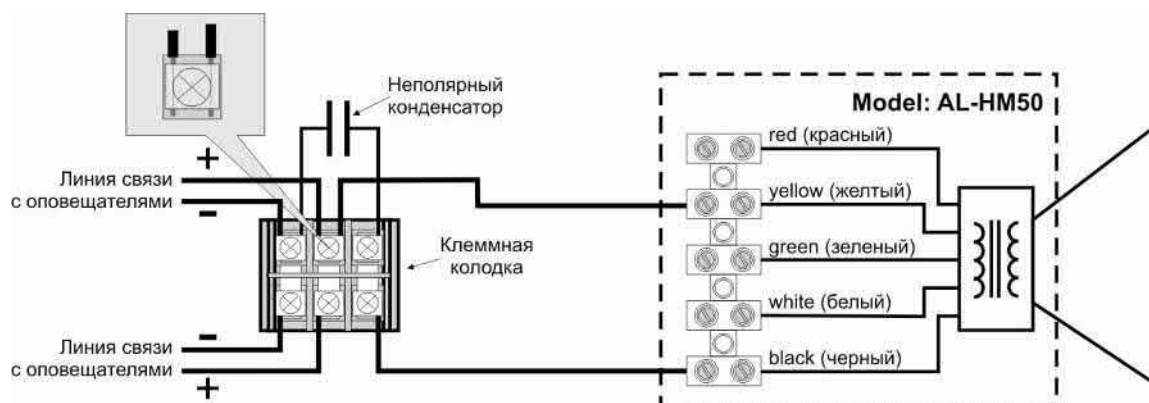 Неполярный
конденсатор
Model: AL-HM50
red (красный)
+
Линия связи
с оповещателями
-
yellow (желтый)
Клеммная
колодка
green (зеленый)
white (белый)
-
Линия связи
с оповещателями
+
black (черный)